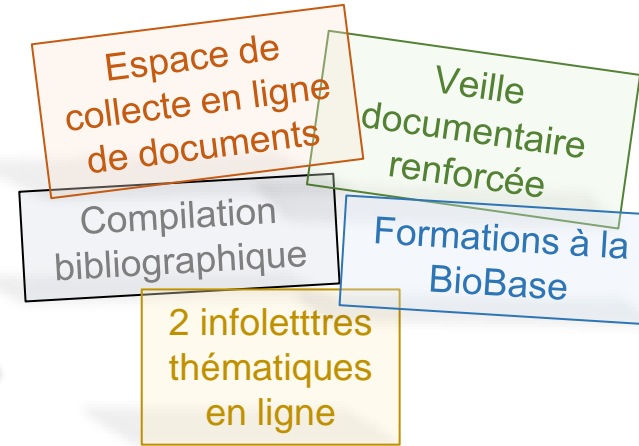 Espace de
collecte en ligne
de documents
Veille
documentaire
renforcée
Compilation
bibliographique
Formations à la
BioBase
2 infoletttres
thématiques
en ligne